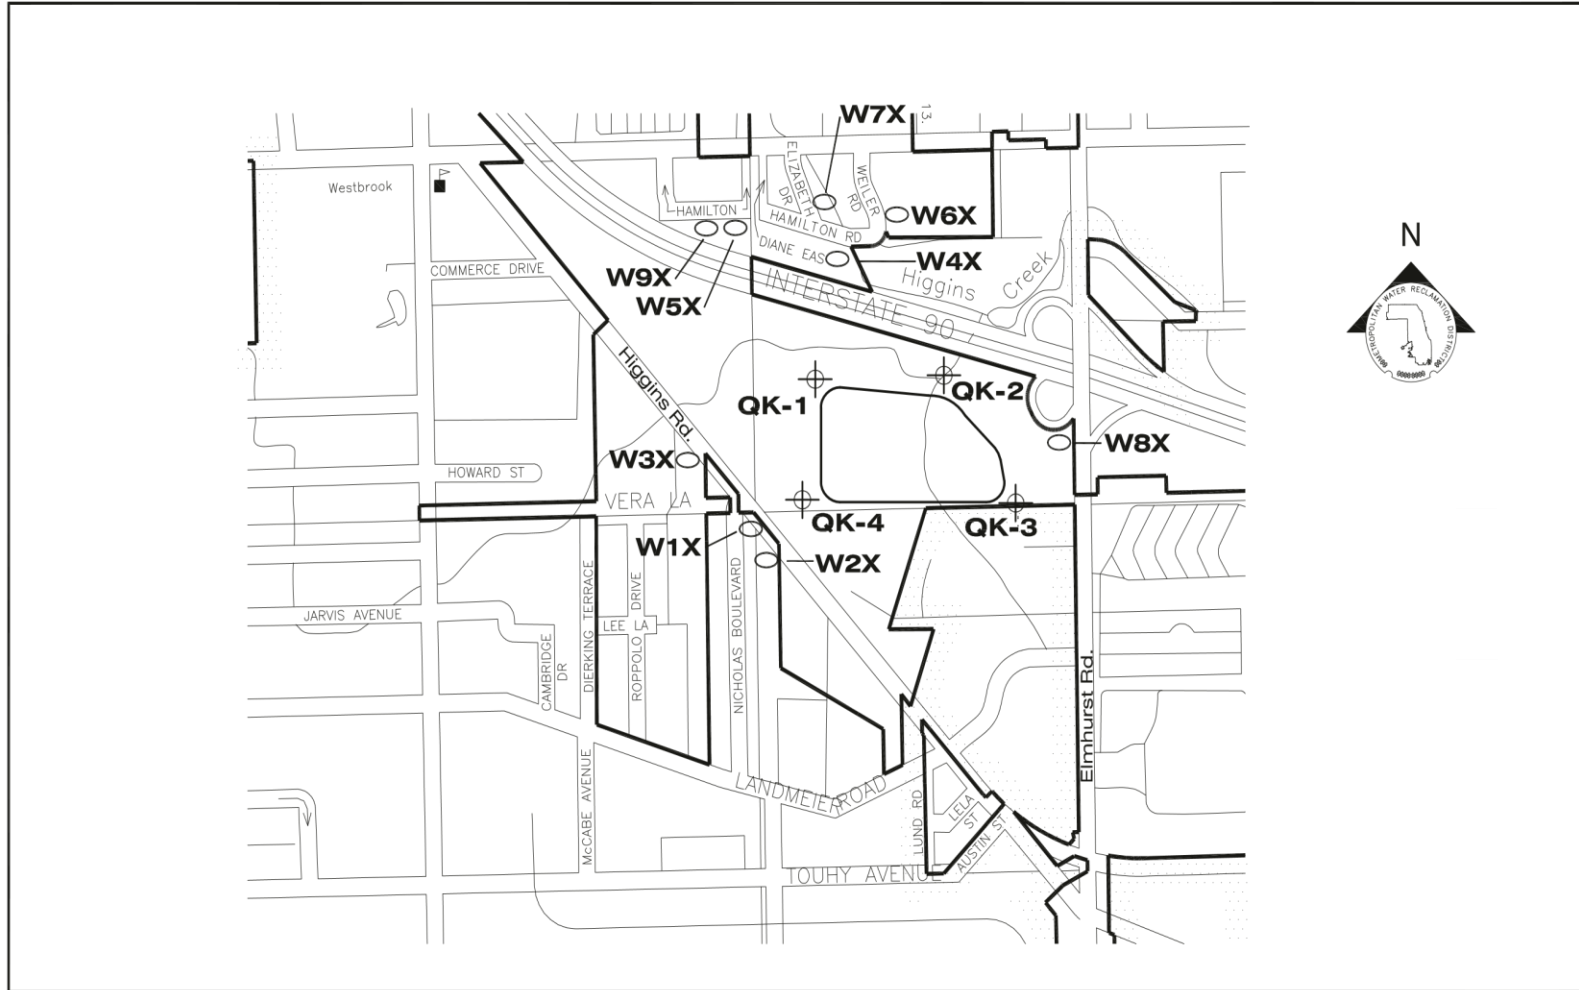 W7X
13.
ELIZABETH
DR
WEILER
RD
Westbrook
HAMILTON
HAMILTON RD
W6X
N
DIANE EAS
W4X
COMMERCE DRIVE
W9X
W5X
INTERSTATE 90
Higgins
Creek
METROPOLITAN WATER RECLAMATION DISTRICT
Higgins Rd.
QK-1
QK-2
W8X
W3X
HOWARD ST
VERA LA
QK-4
QK-3
W1X
W2X
JARVIS AVENUE
CAMBRIDGE
DR
DIERKING TERRACE
LEE LA
ROPPOLO DRIVE
NICHOLAS BOULEVARD
Elmhurst Rd.
McCABE AVENUE
LANDMEIER ROAD
LUND RD
LELA
ST
AUSTIN ST
TOUHY AVENUE